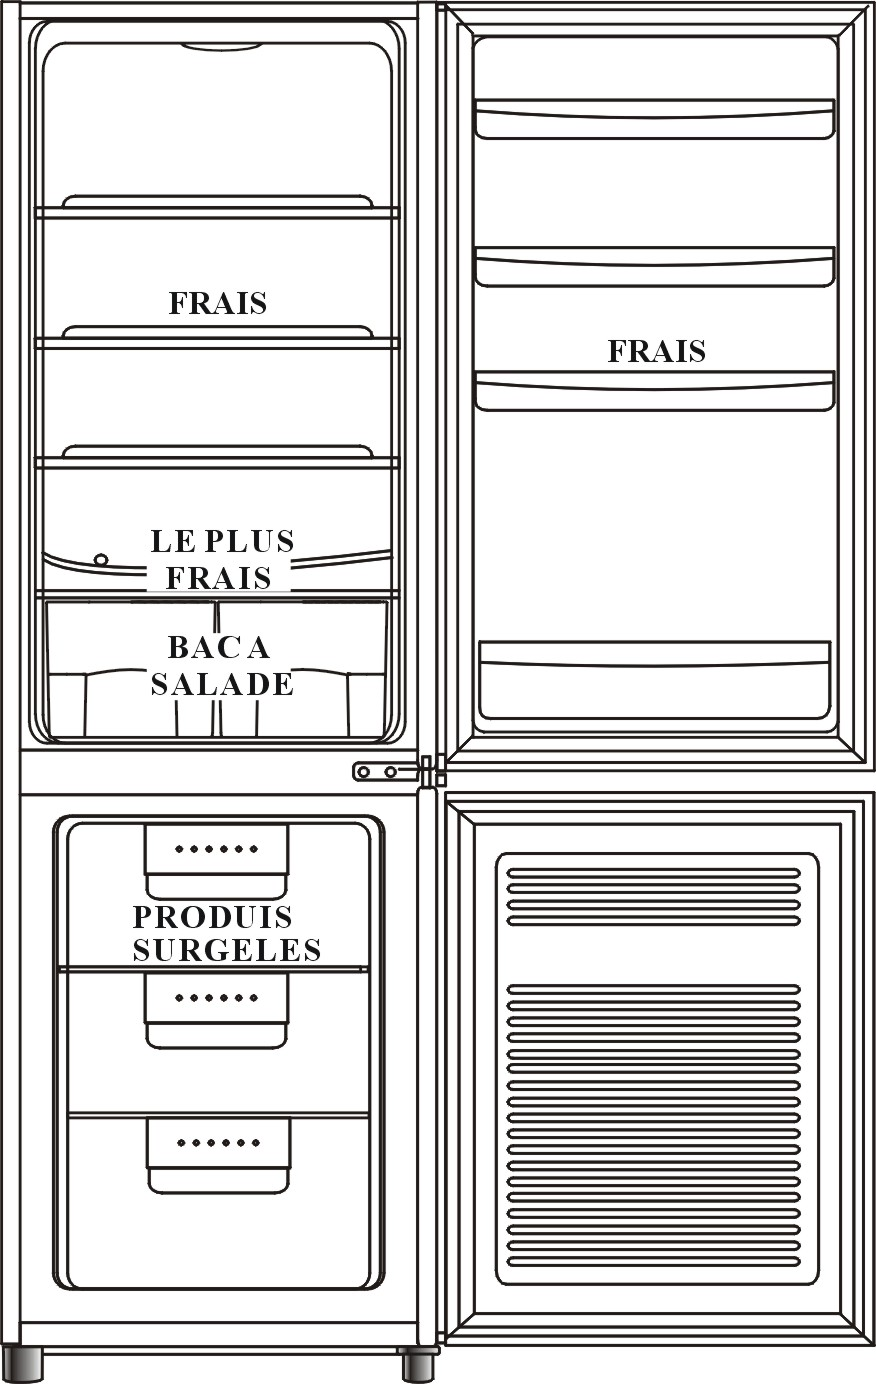 FRAIS
FRAIS
LE PLUS
FRAIS
BAC A
SALADE
PRODUIS
SURGELES